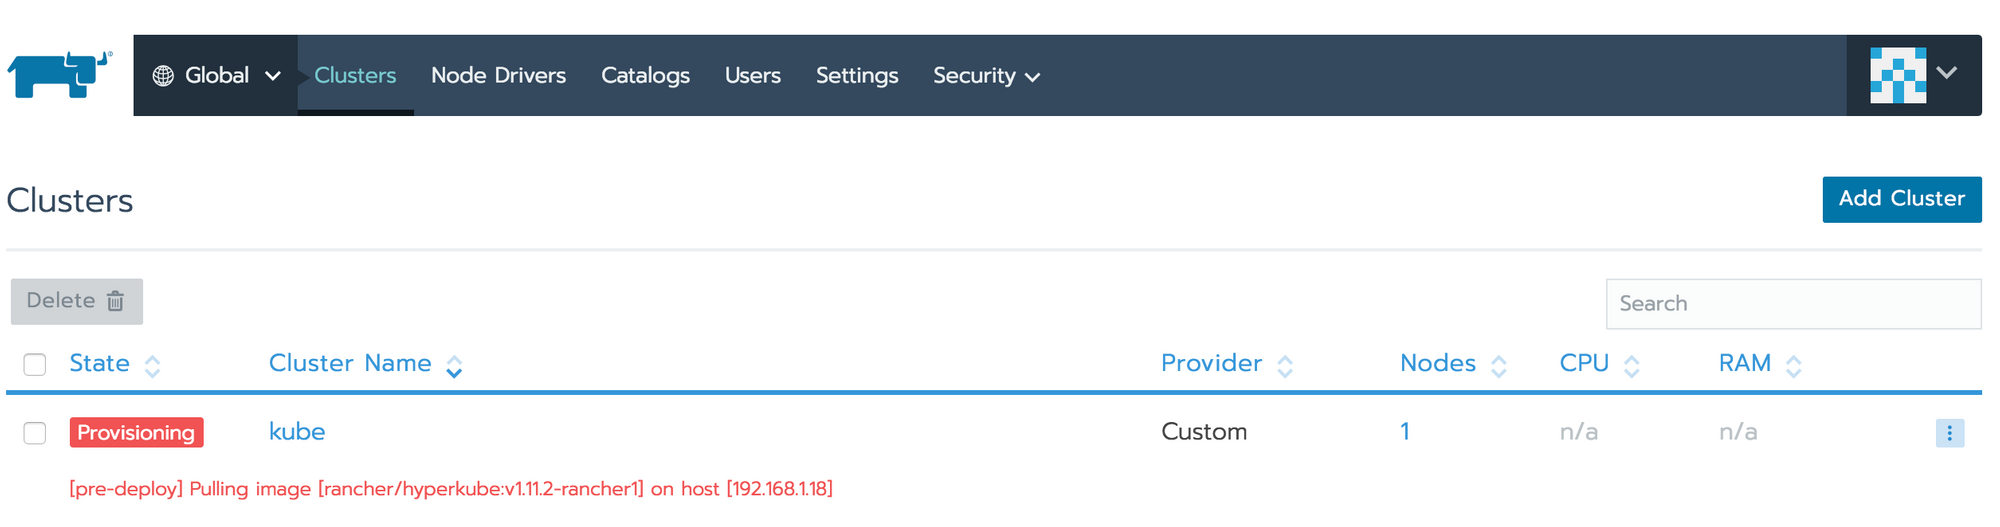 Global Clusters Node Drivers Catalogs Users Settings Security
Clusters
Add Cluster
Delete
Search
State Cluster Name Provider Nodes CPU RAM
Provisioning kube Custom 1 n/a n/a
[pre-deploy] Pulling image [rancher/hyperkube:v1.11.2-rancher1] on host [192.168.1.18]